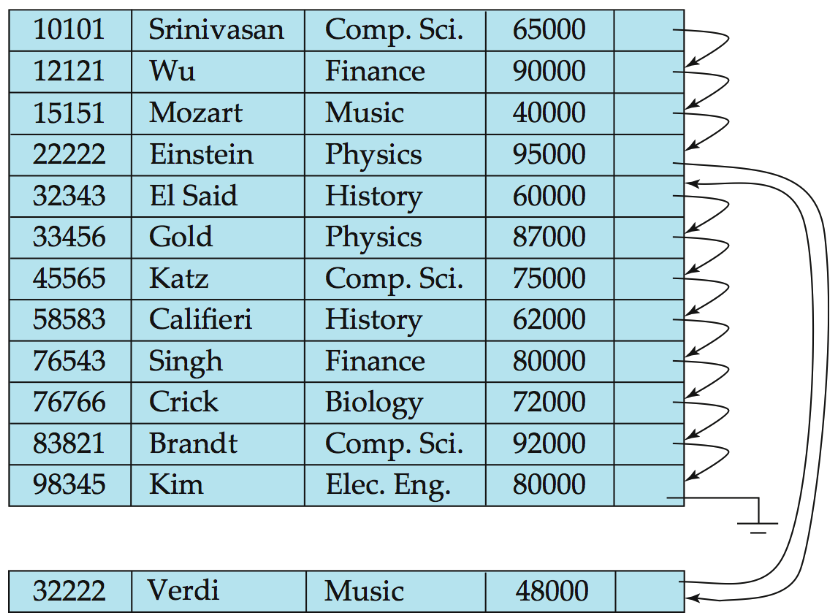 10101 Srinivasan Comp. Sci. 65000
12121 Wu Finance 90000
15151 Mozart Music 40000
22222 Einstein Physics 95000
32343 El Said History 60000
33456 Gold Physics 87000
45565 Katz Comp. Sci. 75000
58583 Califieri History 62000
76543 Singh Finance 80000
76766 Crick Biology 72000
83821 Brandt Comp. Sci. 92000
98345 Kim Elec. Eng. 80000
32222 Verdi Music 48000